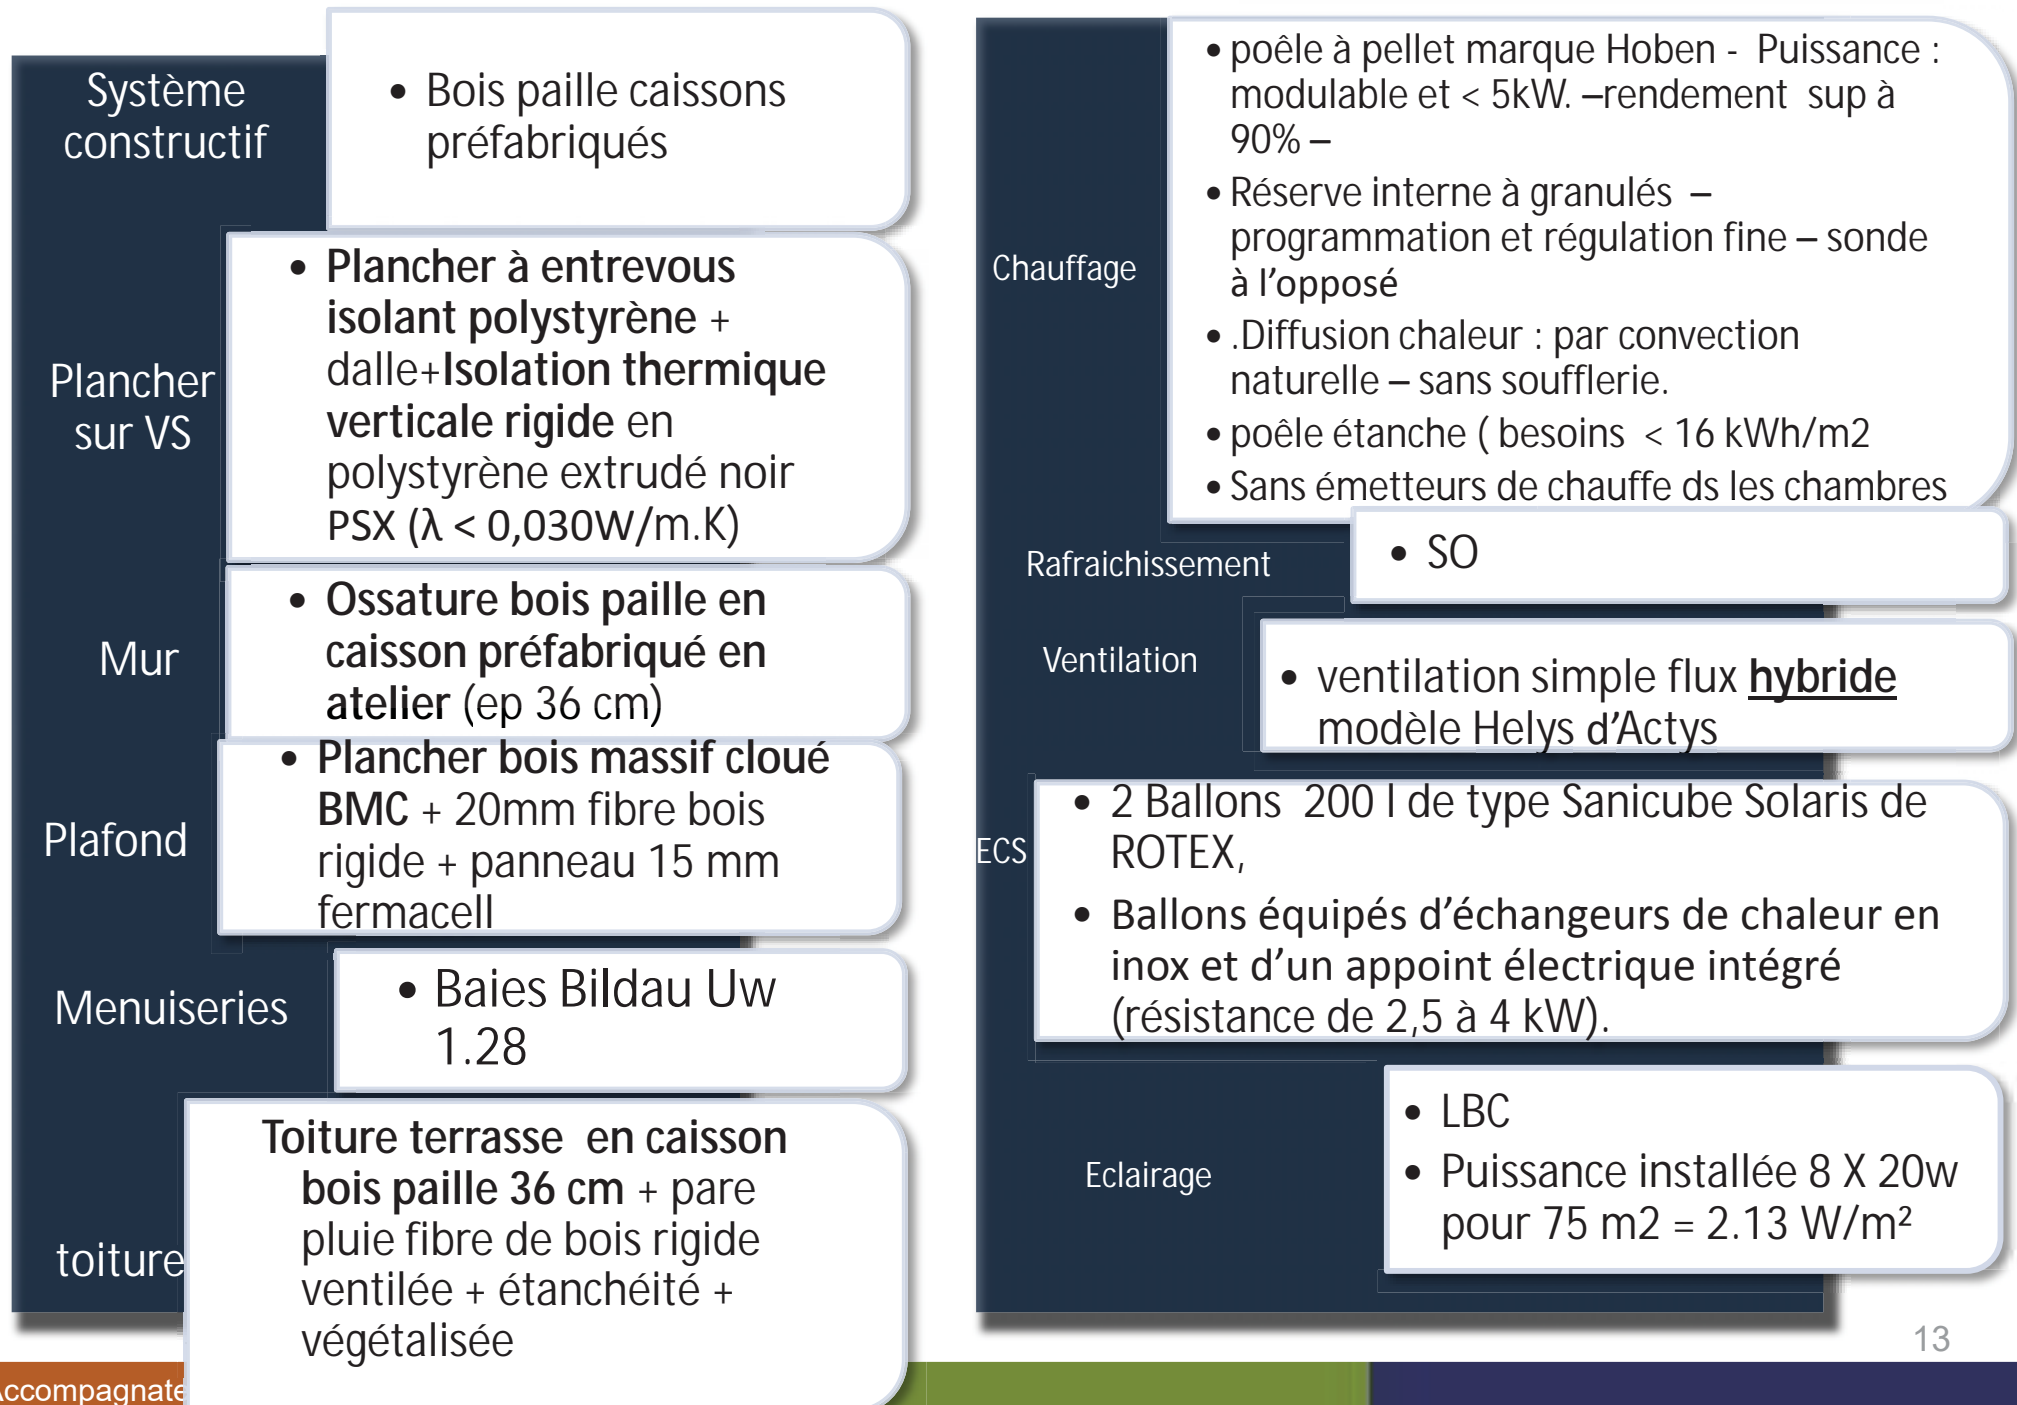 Système
constructif
• Bois paille caissons
préfabriqués
Plancher
sur VS
• Plancher à entrevous
isolant polystyrène +
dalle+Isolation thermique
verticale rigide en
polystyrène extrudé noir
PSX (λ < 0,030W/m.K)
Mur
• Ossature bois paille en
caisson préfabriqué en
atelier (ep 36 cm)
Plafond
• Plancher bois massif cloué
BMC + 20mm fibre bois
rigide + panneau 15 mm
fermacell
Menuiseries
• Baies Bildau Uw
1.28
toiture
Toiture terrasse en caisson
bois paille 36 cm + pare
pluie fibre de bois rigide
ventilée + étanchéité +
végétalisée
Chauffage
• poêle à pellet marque Hoben - Puissance :
modulable et < 5kW. –rendement sup à
90% –
• Réserve interne à granulés –
programmation et régulation fine – sonde
à l'opposé
• .Diffusion chaleur : par convection
naturelle – sans soufflerie.
• poêle étanche ( besoins < 16 kWh/m2
• Sans émetteurs de chauffe ds les chambres
Rafraichissement
• SO
Ventilation
• ventilation simple flux hybride
modèle Helys d'Actys
ECS
• 2 Ballons 200 l de type Sanicube Solaris de
ROTEX,
• Ballons équipés d'échangeurs de chaleur en
inox et d'un appoint électrique intégré
(résistance de 2,5 à 4 kW).
Eclairage
• LBC
• Puissance installée 8 X 20w
pour 75 m2 = 2.13 W/m²
13
ccompagnate